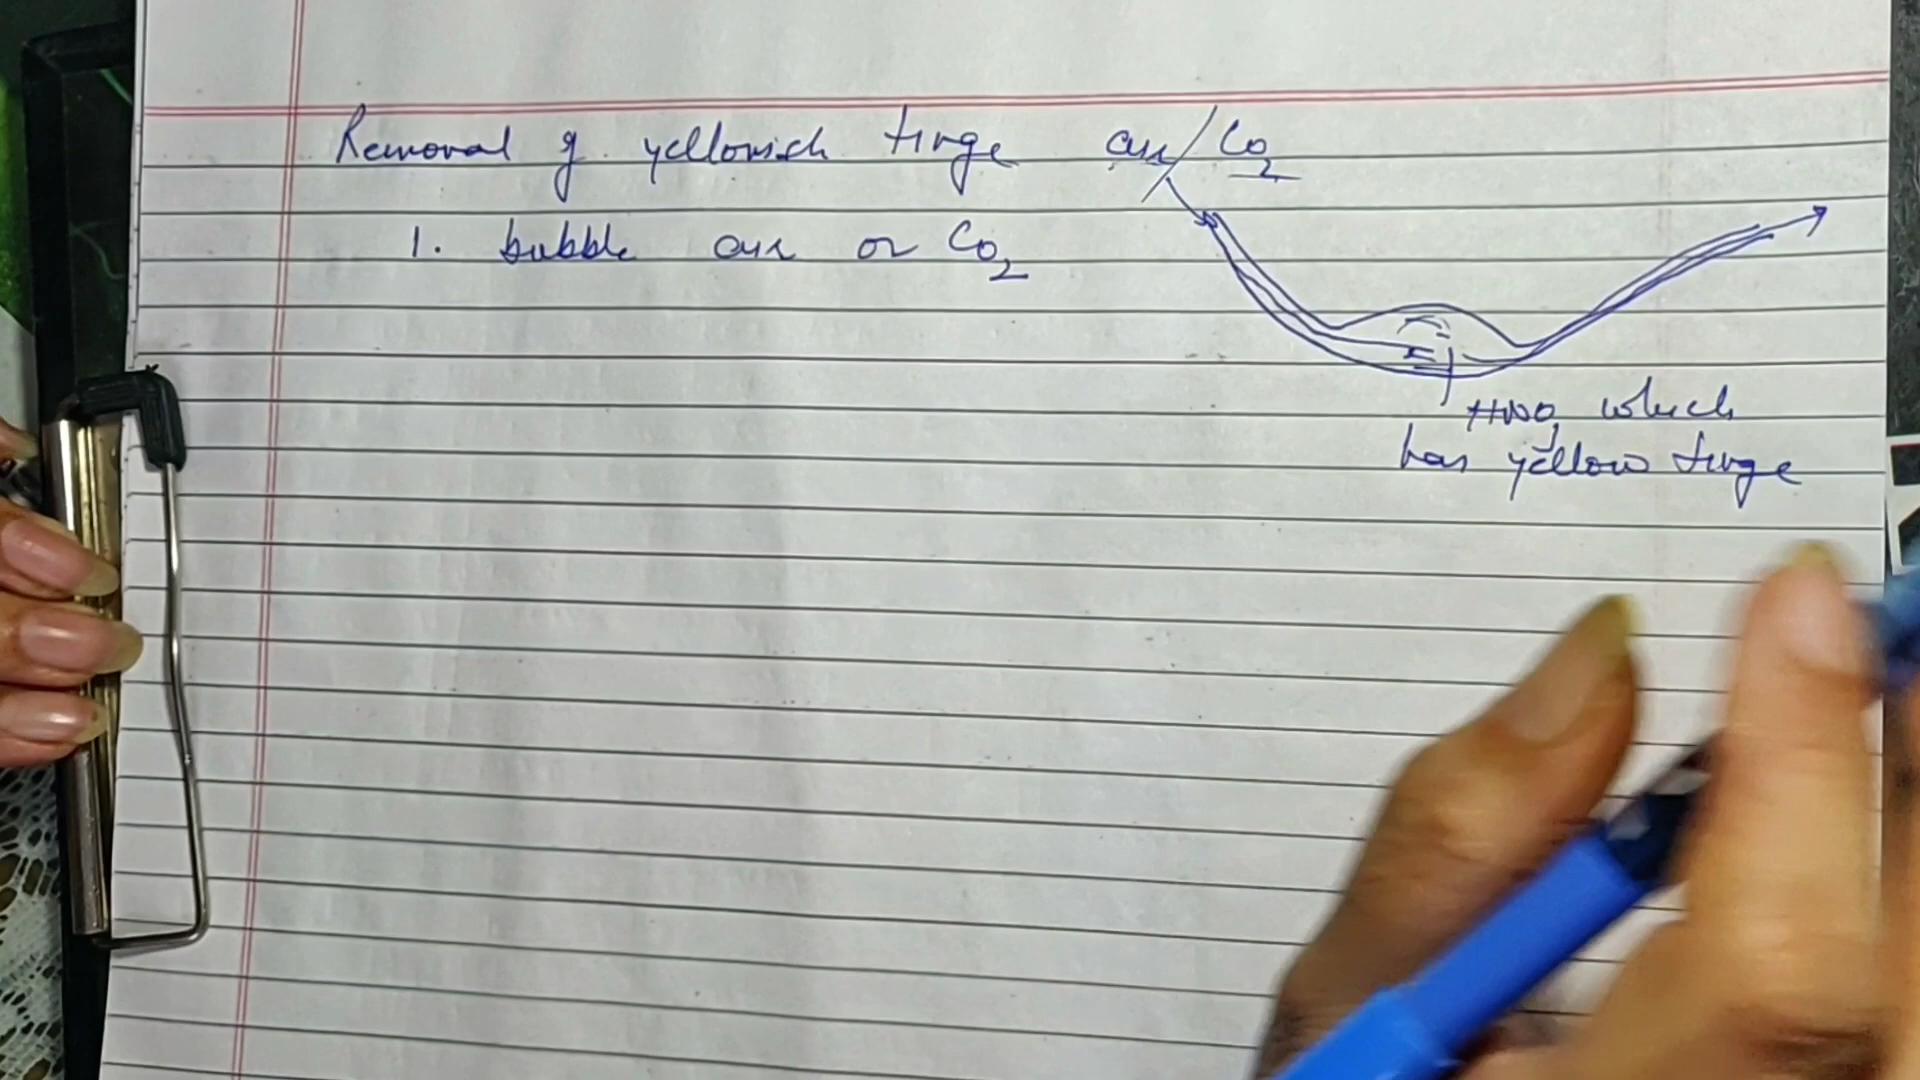 Removal of yellowish tinge
1. bubble air or CO2
air/CO2
HNO3 which
has yellow tinge